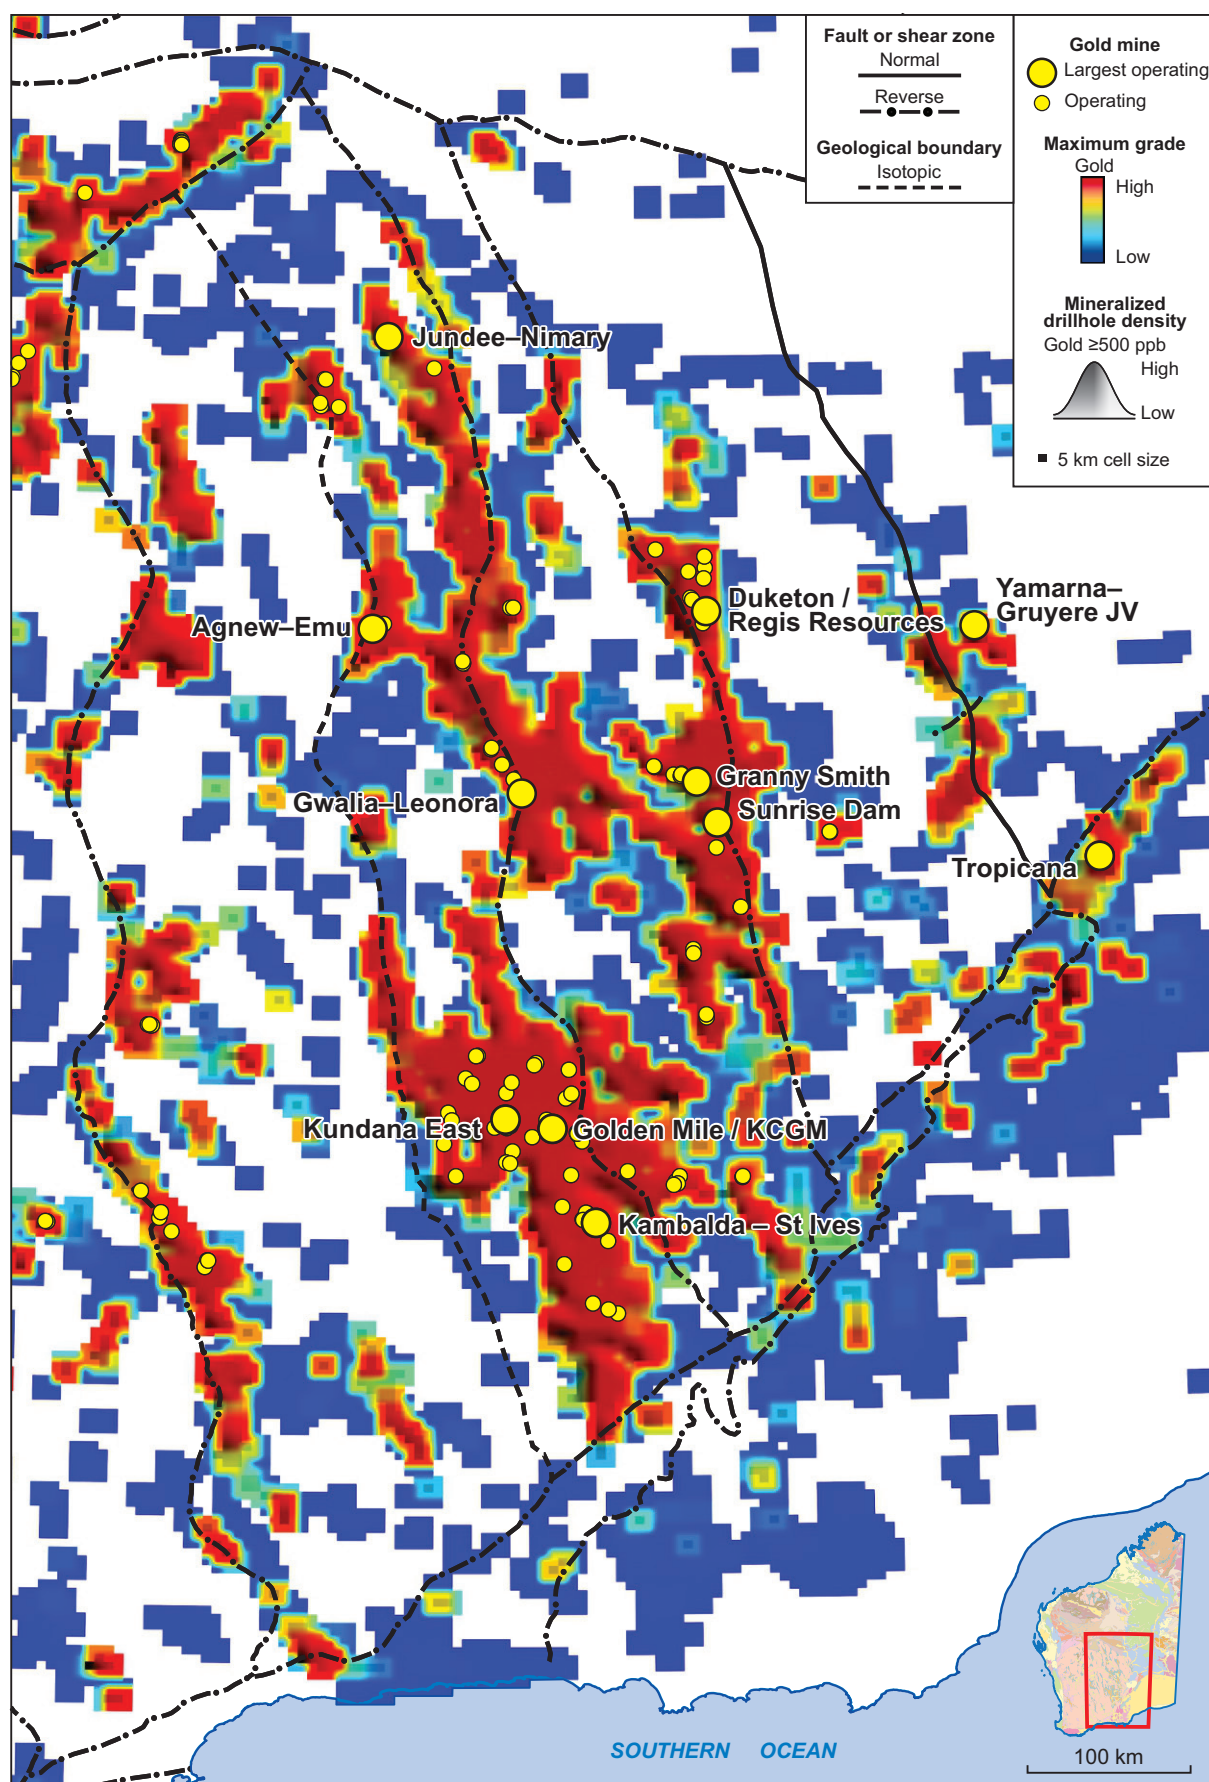 Fault or shear zone
Normal
Reverse
Geological boundary
Isotopic
Gold mine
Largest operating
Operating
Maximum grade
Gold
High
Low
Mineralized
drillhole density
Gold ≥500 ppb
High
Low
5 km cell size
Jundee–Nimary
Agnew–Emu
Duketon /
Regis Resources
Yamarna–
Gruyere JV
Granny Smith
Gwalia–Leonora
Sunrise Dam
Tropicana
Kundana East
Golden Mile / KCGM
Kambalda – St Ives
SOUTHERN OCEAN
100 km